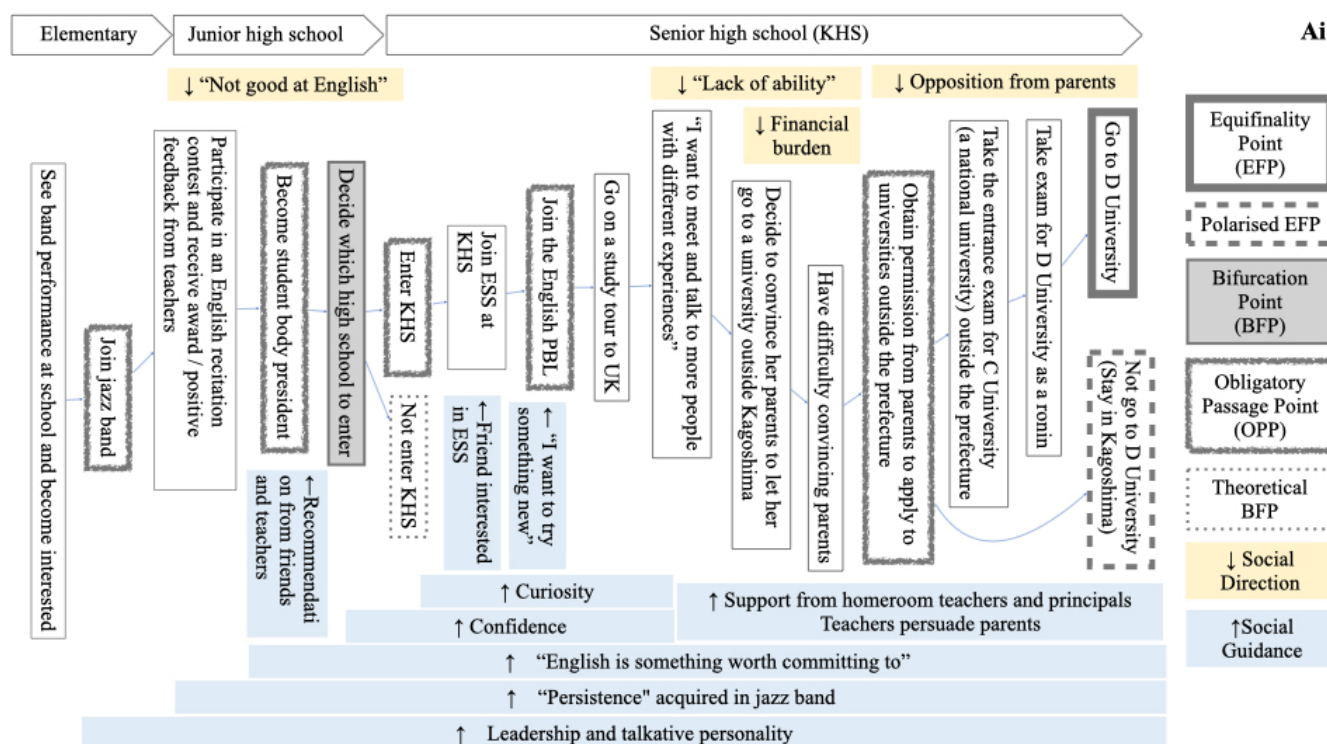 Elementary
Junior high school
Senior high school (KHS)
Ai
↓ “Not good at English”
↓ “Lack of ability”
↓ Opposition from parents
↓ Financial
burden
See band performance at school and become interested
Join jazz band
Participate in an English recitation
contest and receive award / positive
feedback from teachers
Become student body president
←Recommendati
on from friends
and teachers
Decide which high school to enter
Enter KHS
Not enter KHS
Join ESS at
KHS
←Friend interested
in ESS
Join the English PBL
← “I want to try
something new”
Go on a study tour to UK
“I want to meet and talk to more people
with different experiences”
Decide to convince her parents to let her
go to a university outside Kagoshima
Have difficulty convincing parents
Obtain permission from parents to apply to
universities outside the prefecture
Take the entrance exam for C University
(a national university) outside the prefecture
Take exam for D University as a ronin
Go to D University
Not go to D University
(Stay in Kagoshima)
↑ Curiosity
↑ Confidence
↑ Support from homeroom teachers and principals
Teachers persuade parents
↑ “English is something worth committing to”
↑ “Persistence" acquired in jazz band
↑ Leadership and talkative personality
Equifinality
Point
(EFP)
Polarised EFP
Bifurcation
Point
(BFP)
Obligatory
Passage Point
(OPP)
Theoretical
BFP
↓ Social
Direction
↑Social
Guidance